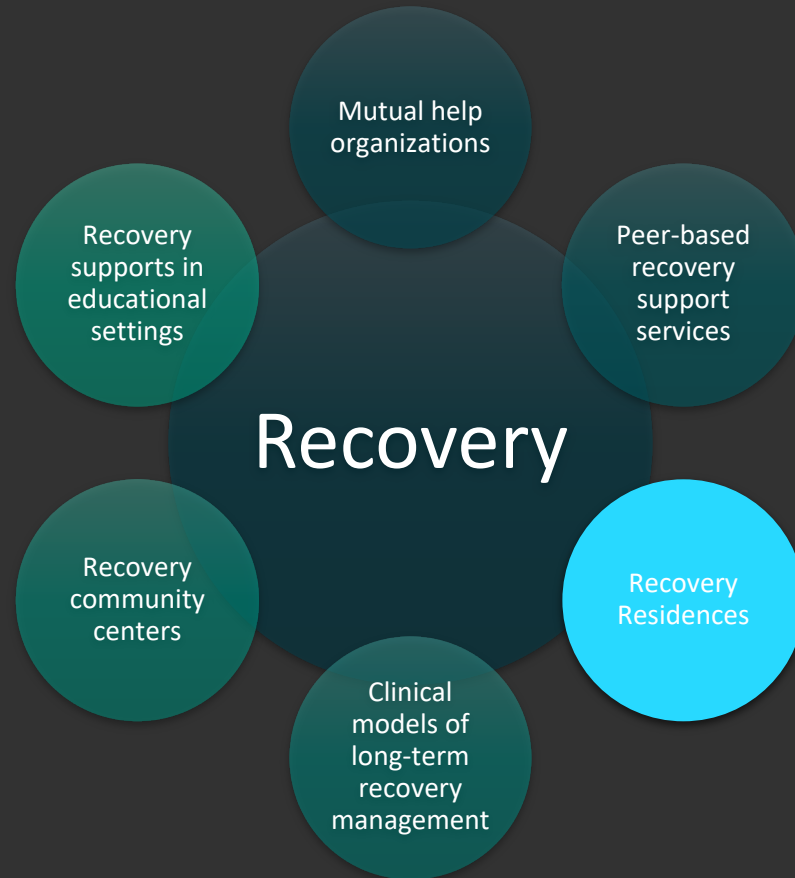 Mutual help
organizations
Peer-based
recovery
support
services
Recovery
supports in
educational
settings
Recovery
Recovery
Residences
Recovery
community
centers
Clinical
models of
long-term
recovery
management